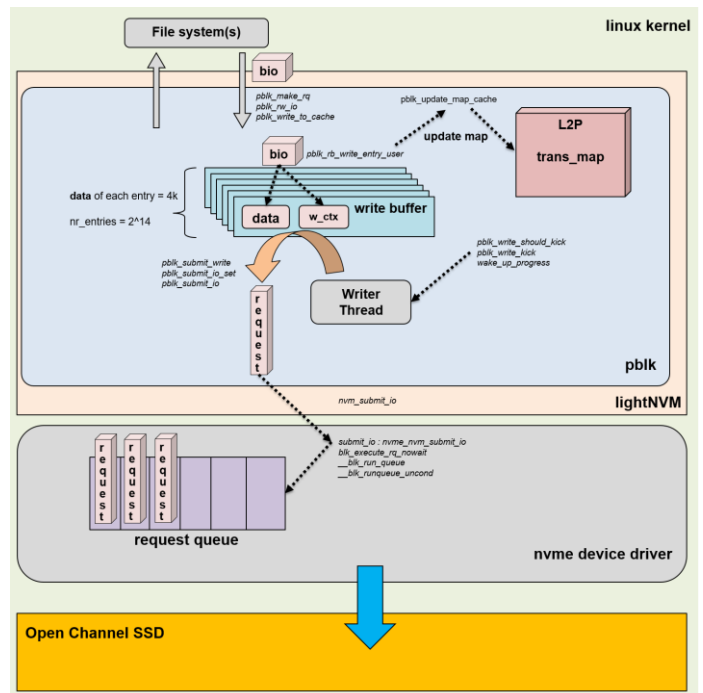 linux kernel
File system(s)
bio
pblk_make_rq
pblk_rw_io
pblk_write_to_cache
pblk_update_map_cache
L2P
trans_map
update map
bio
pblk_rb_write_entry_user
data of each entry = 4k
nr_entries = 2^14
write buffer
data
w_ctx
pblk_submit_write
pblk_submit_io_set
pblk_submit_io
pblk_write_should_kick
pblk_write_kick
wake_up_progress
Writer
Thread
request
pblk
lightNVM
nvm_submit_io
submit_io : nvme_nvm_submit_io
blk_execute_rq_nowait
__blk_run_queue
__blk_runqueue_uncond
request
request
request
request queue
nvme device driver
Open Channel SSD